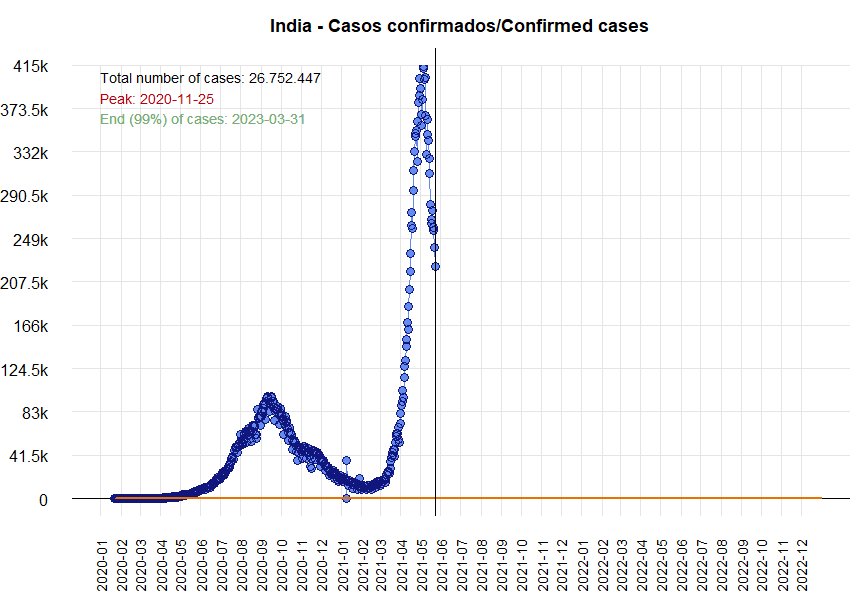 India - Casos confirmados/Confirmed cases
415k
373.5k
332k
290.5k
249k
207.5k
166k
124.5k
83k
41.5k
0
Total number of cases: 26.752.447
Peak: 2020-11-25
End (99%) of cases: 2023-03-31
2020-01
2020-02
2020-03
2020-04
2020-05
2020-06
2020-07
2020-08
2020-09
2020-10
2020-11
2020-12
2021-01
2021-02
2021-03
2021-04
2021-05
2021-06
2021-07
2021-08
2021-09
2021-10
2021-11
2021-12
2022-01
2022-02
2022-03
2022-04
2022-05
2022-06
2022-07
2022-08
2022-09
2022-10
2022-11
2022-12